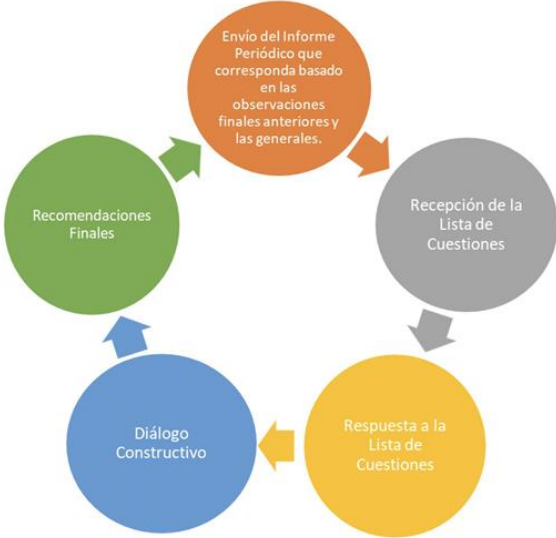 Envío del Informe
Periódico que
corresponda basado
en las
observaciones
finales anteriores y
las generales.
Recepción de la
Lista de
Cuestiones
Respuesta a la
Lista de
Cuestiones
Diálogo
Constructivo
Recomendaciones
Finales